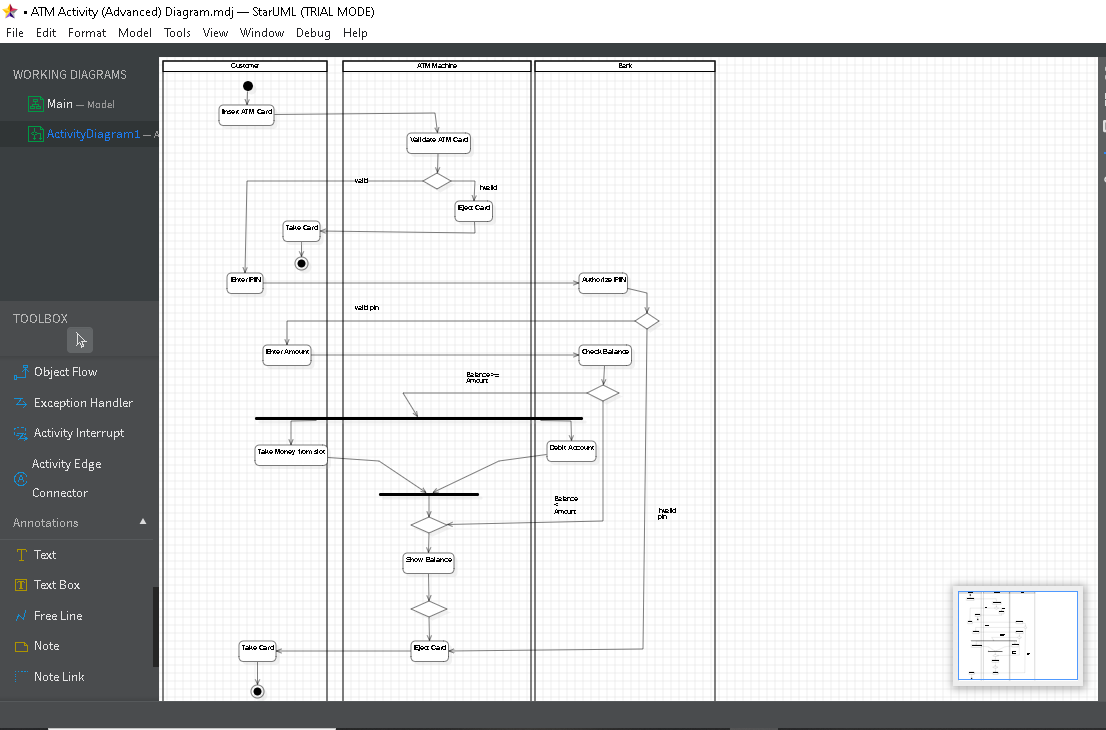 • ATM Activity (Advanced) Diagram.mdj — StarUML (TRIAL MODE)
File Edit Format Model Tools View Window Debug Help
WORKING DIAGRAMS
Main — Model
ActivityDiagram1 — A
TOOLBOX
Object Flow
Exception Handler
Activity Interrupt
Activity Edge
Connector
Annotations
Text
Text Box
Free Line
Note
Note Link
Customer
ATM Machine
Bank
Insert ATM Card
Validate ATM Card
valid
Invalid
Eject Card
Take Card
Enter PIN
Authorize PIN
valid pin
Enter Amount
Check Balance
Balance >=
Amount
Take Money from slot
Debit Account
Balance
<
Amount
Invalid
pin
Show Balance
Take Card
Eject Card